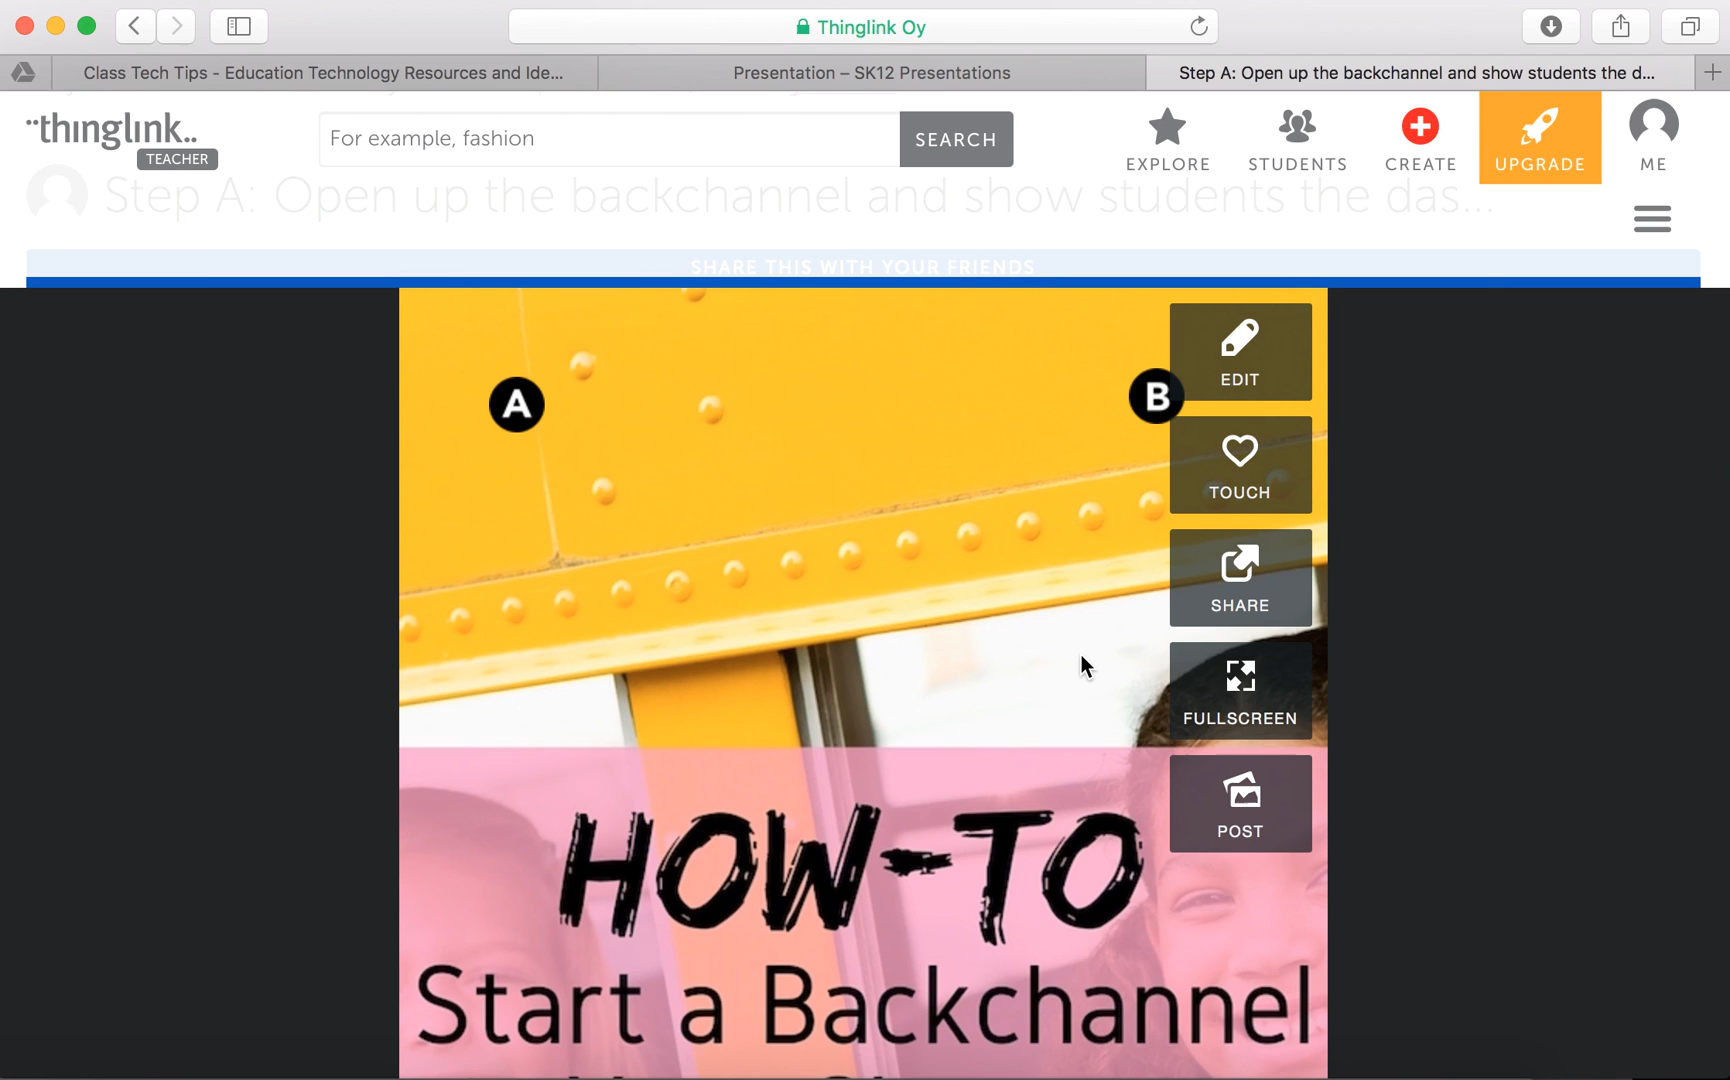 Thinglink Oy
Class Tech Tips - Education Technology Resources and Ide...
Presentation – SK12 Presentations
Step A: Open up the backchannel and show students the d...
thinglink..
TEACHER
For example, fashion
SEARCH
EXPLORE
STUDENTS
CREATE
UPGRADE
ME
Step A: Open up the backchannel and show students the das...
SHARE THIS WITH YOUR FRIENDS
A
B
EDIT
TOUCH
SHARE
FULLSCREEN
POST
HOW-TO
Start a Backchannel